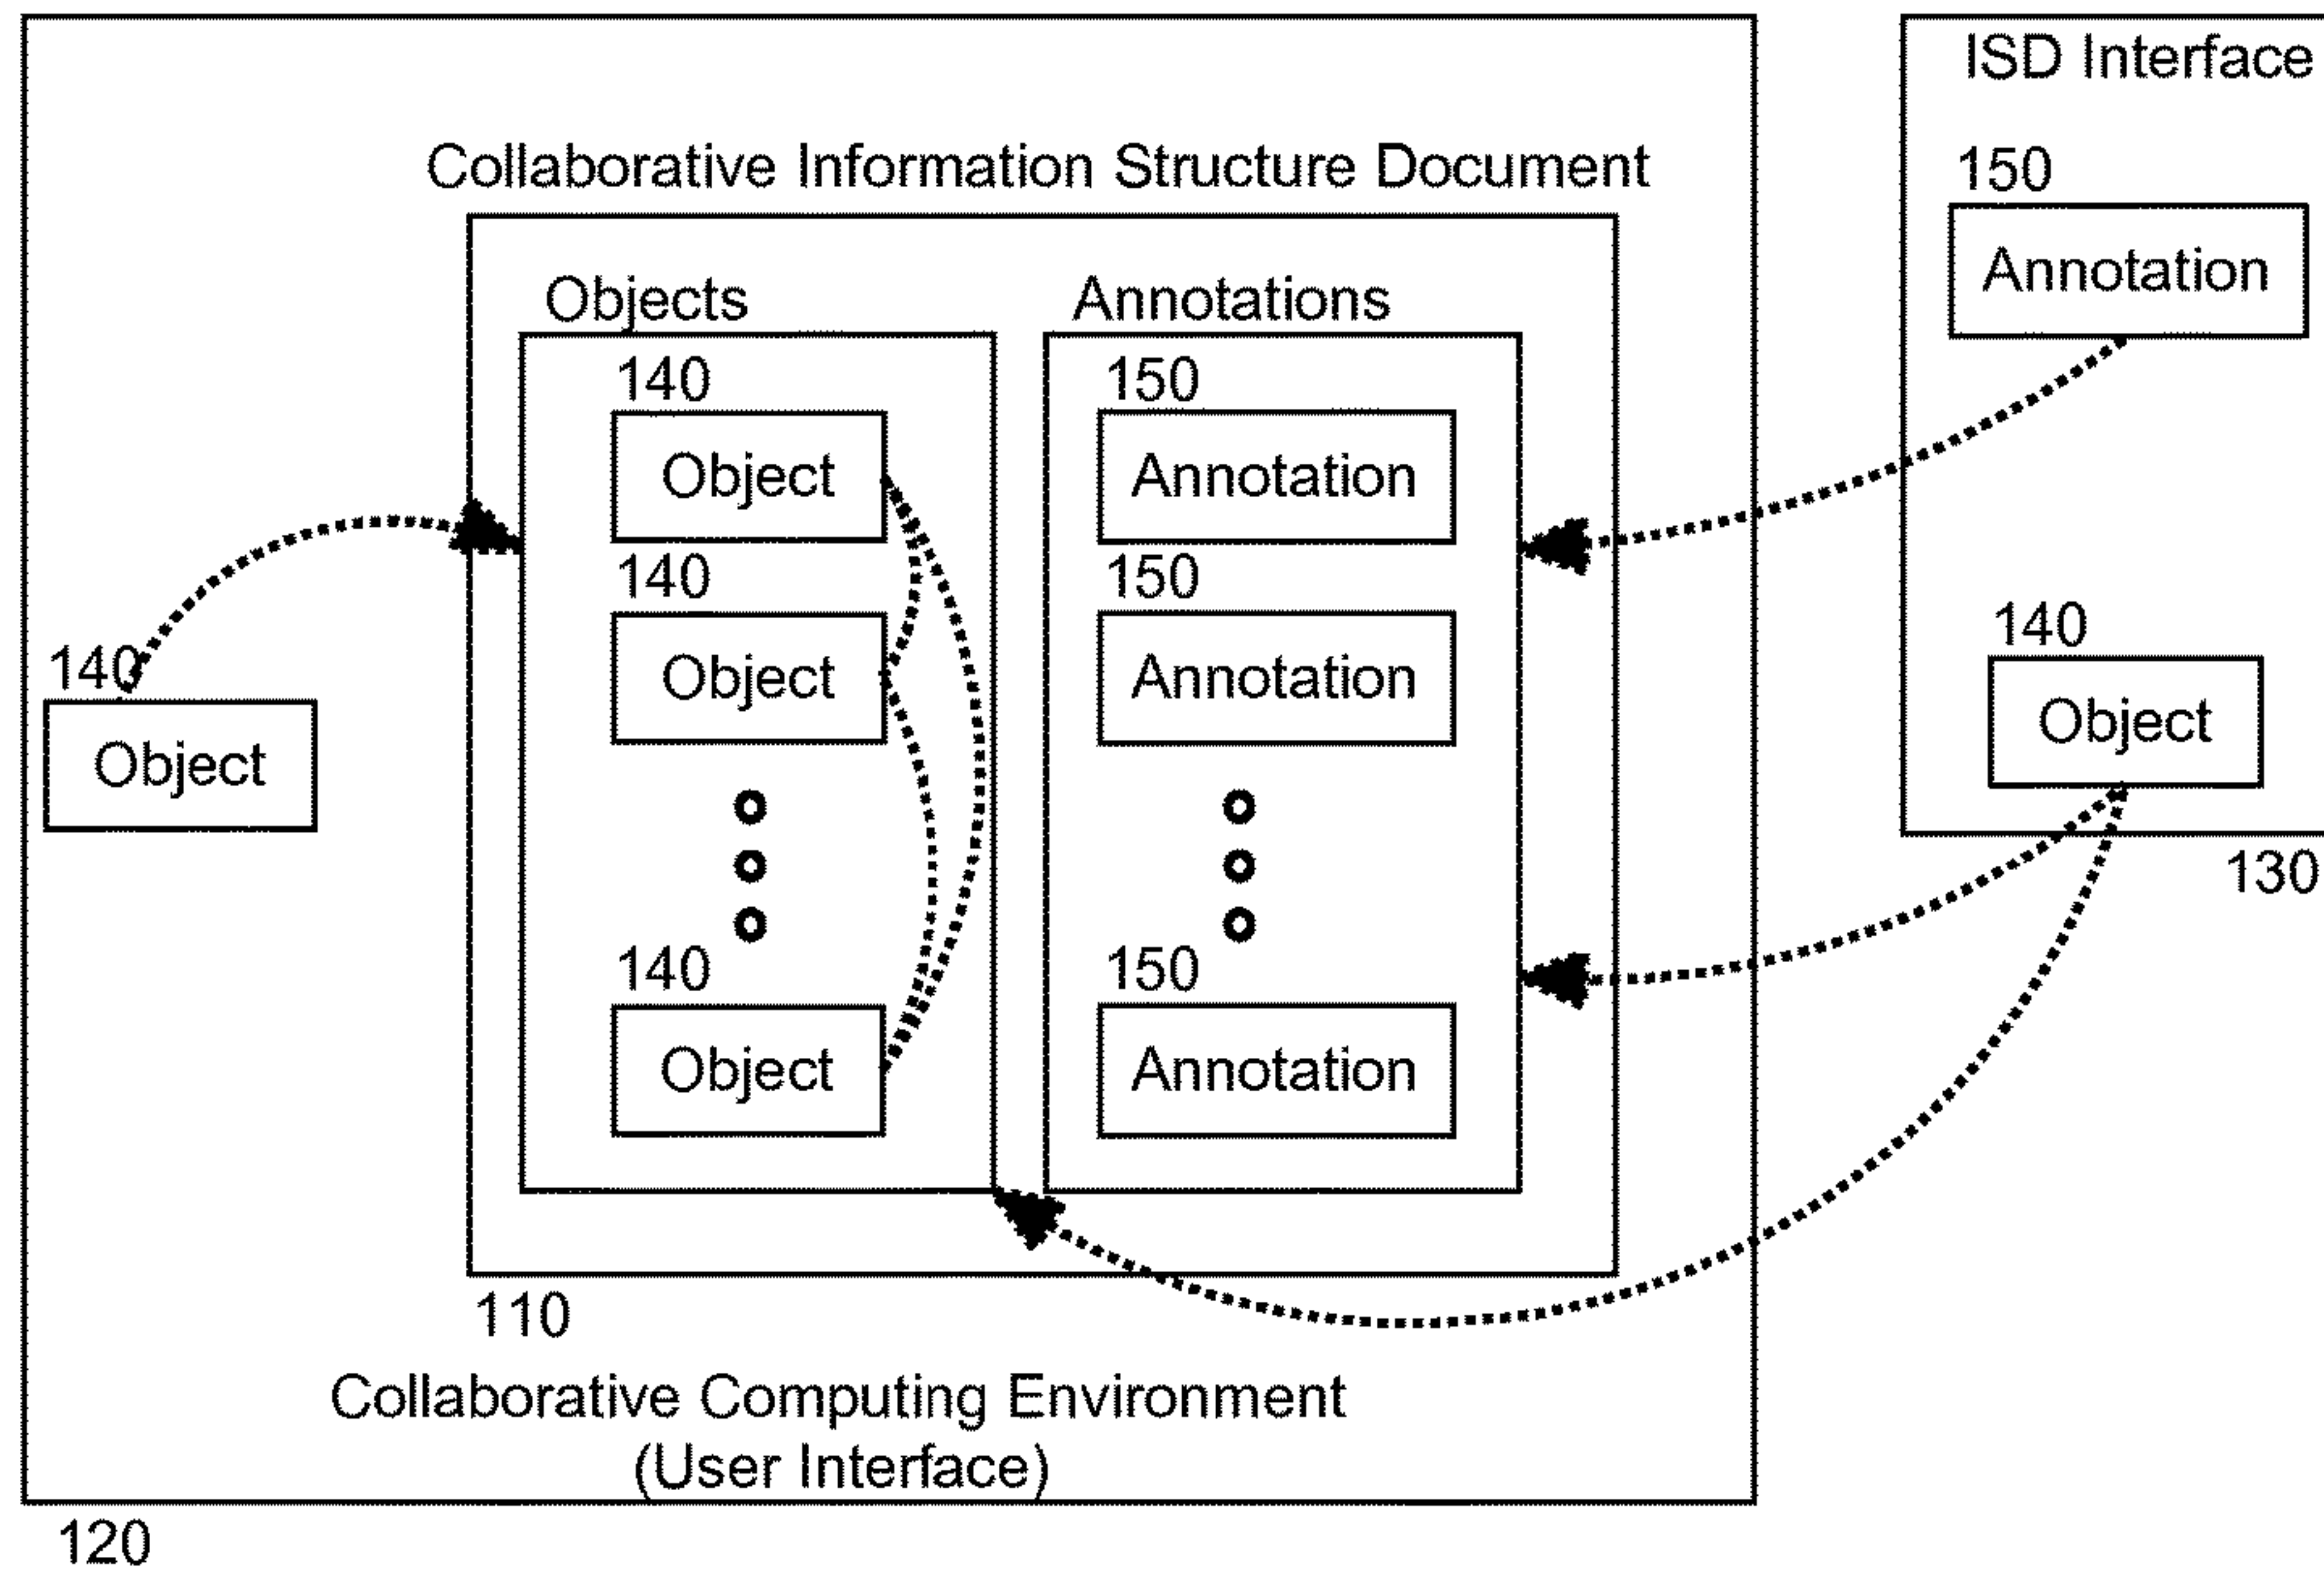 ISD Interface
Collaborative Information Structure Document
150
Annotation
Objects
Annotations
140
150
Object
Annotation
140
150
Object
Annotation
140
Object
140
Object
140
150
Object
Annotation
130
110
Collaborative Computing Environment
(User Interface)
120